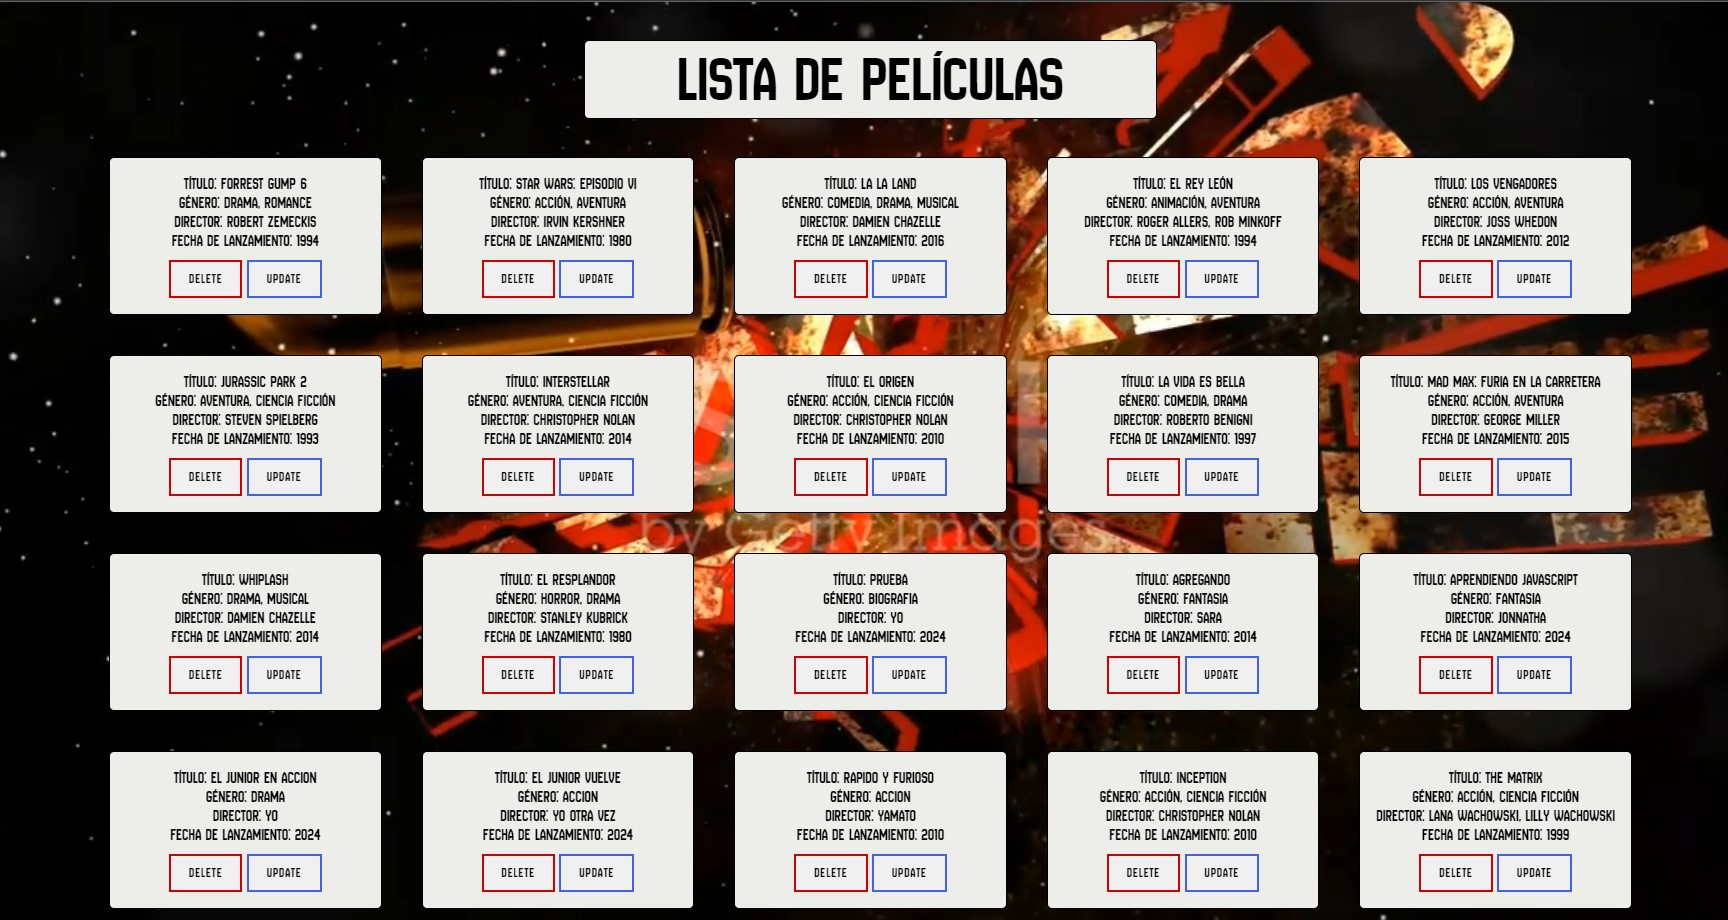 LISTA DE PELÍCULAS
TÍTULO: FORREST GUMP 6
GÉNERO: DRAMA, ROMANCE
DIRECTOR: ROBERT ZEMECKIS
FECHA DE LANZAMIENTO: 1994
DELETE UPDATE
TÍTULO: STAR WARS: EPISODIO VI
GÉNERO: ACCIÓN, AVENTURA
DIRECTOR: IRVIN KERSHNER
FECHA DE LANZAMIENTO: 1980
DELETE UPDATE
TÍTULO: LA LA LAND
GÉNERO: COMEDIA, DRAMA, MUSICAL
DIRECTOR: DAMIEN CHAZELLE
FECHA DE LANZAMIENTO: 2016
DELETE UPDATE
TÍTULO: EL REY LEÓN
GÉNERO: ANIMACIÓN, AVENTURA
DIRECTOR: ROGER ALLERS, ROB MINKOFF
FECHA DE LANZAMIENTO: 1994
DELETE UPDATE
TÍTULO: LOS VENGADORES
GÉNERO: ACCIÓN, AVENTURA
DIRECTOR: JOSS WHEDON
FECHA DE LANZAMIENTO: 2012
DELETE UPDATE
TÍTULO: JURASSIC PARK 2
GÉNERO: AVENTURA, CIENCIA FICCIÓN
DIRECTOR: STEVEN SPIELBERG
FECHA DE LANZAMIENTO: 1993
DELETE UPDATE
TÍTULO: INTERSTELLAR
GÉNERO: AVENTURA, CIENCIA FICCIÓN
DIRECTOR: CHRISTOPHER NOLAN
FECHA DE LANZAMIENTO: 2014
DELETE UPDATE
TÍTULO: EL ORIGEN
GÉNERO: ACCIÓN, CIENCIA FICCIÓN
DIRECTOR: CHRISTOPHER NOLAN
FECHA DE LANZAMIENTO: 2010
DELETE UPDATE
TÍTULO: LA VIDA ES BELLA
GÉNERO: COMEDIA, DRAMA
DIRECTOR: ROBERTO BENIGNI
FECHA DE LANZAMIENTO: 1997
DELETE UPDATE
TÍTULO: MAD MAX: FURIA EN LA CARRETERA
GÉNERO: ACCIÓN, AVENTURA
DIRECTOR: GEORGE MILLER
FECHA DE LANZAMIENTO: 2015
DELETE UPDATE
by Getty Images
TÍTULO: WHIPLASH
GÉNERO: DRAMA, MUSICAL
DIRECTOR: DAMIEN CHAZELLE
FECHA DE LANZAMIENTO: 2014
DELETE UPDATE
TÍTULO: EL RESPLANDOR
GÉNERO: HORROR, DRAMA
DIRECTOR: STANLEY KUBRICK
FECHA DE LANZAMIENTO: 1980
DELETE UPDATE
TÍTULO: PRUEBA
GÉNERO: BIOGRAFIA
DIRECTOR: YO
FECHA DE LANZAMIENTO: 2024
DELETE UPDATE
TÍTULO: AGREGANDO
GÉNERO: FANTASIA
DIRECTOR: SARA
FECHA DE LANZAMIENTO: 2014
DELETE UPDATE
TÍTULO: APRENDIENDO JAVASCRIPT
GÉNERO: FANTASIA
DIRECTOR: JONNATHA
FECHA DE LANZAMIENTO: 2024
DELETE UPDATE
TÍTULO: EL JUNIOR EN ACCION
GÉNERO: DRAMA
DIRECTOR: YO
FECHA DE LANZAMIENTO: 2024
DELETE UPDATE
TÍTULO: EL JUNIOR VUELVE
GÉNERO: ACCION
DIRECTOR: YO OTRA VEZ
FECHA DE LANZAMIENTO: 2024
DELETE UPDATE
TÍTULO: RAPIDO Y FURIOSO
GÉNERO: ACCION
DIRECTOR: YAMATO
FECHA DE LANZAMIENTO: 2010
DELETE UPDATE
TÍTULO: INCEPTION
GÉNERO: ACCIÓN, CIENCIA FICCIÓN
DIRECTOR: CHRISTOPHER NOLAN
FECHA DE LANZAMIENTO: 2010
DELETE UPDATE
TÍTULO: THE MATRIX
GÉNERO: ACCIÓN, CIENCIA FICCIÓN
DIRECTOR: LANA WACHOWSKI, LILLY WACHOWSKI
FECHA DE LANZAMIENTO: 1999
DELETE UPDATE